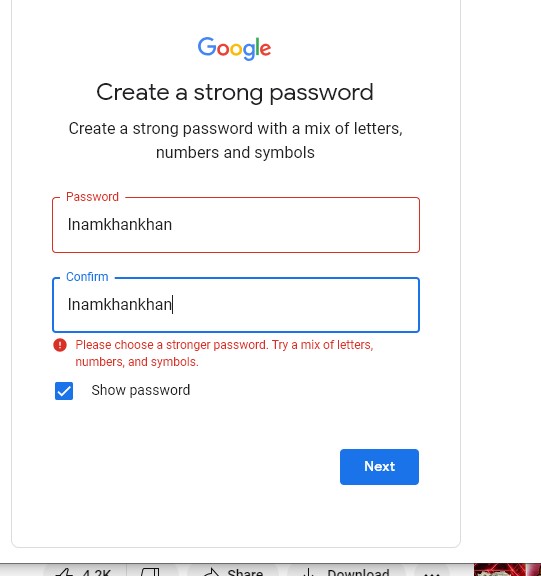 Google
Create a strong password
Create a strong password with a mix of letters,
numbers and symbols
Password
Inamkhankhan
Confirm
Inamkhankhan
Please choose a stronger password. Try a mix of letters,
numbers, and symbols.
Show password
Next
4.2K Share Download